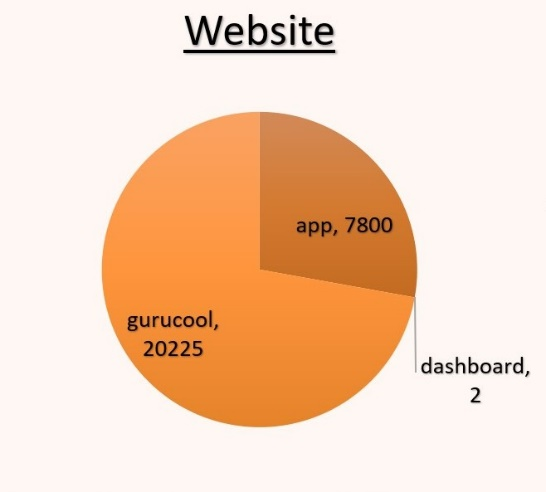 Website
app, 7800
gurucool,
20225
dashboard,
2